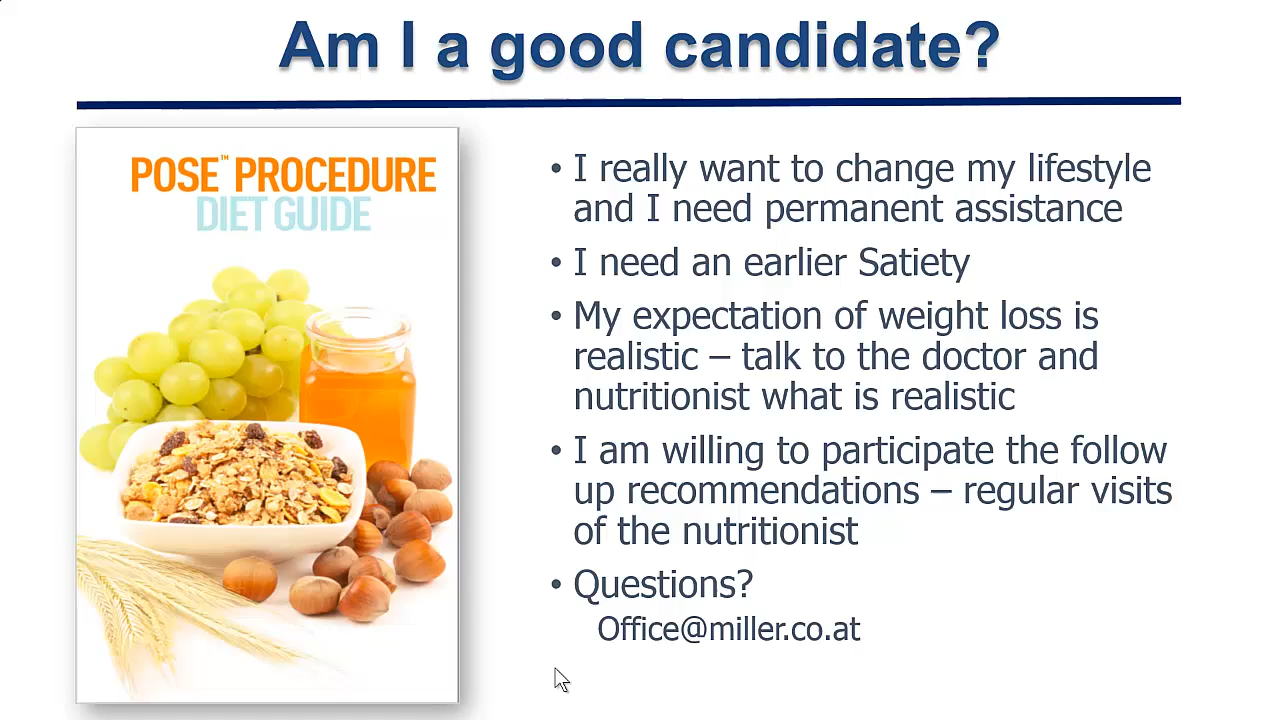 Am I a good candidate?
POSE™ PROCEDURE
DIET GUIDE
• I really want to change my lifestyle
and I need permanent assistance
• I need an earlier Satiety
• My expectation of weight loss is
realistic – talk to the doctor and
nutritionist what is realistic
• I am willing to participate the follow
up recommendations – regular visits
of the nutritionist
• Questions?
Office@miller.co.at